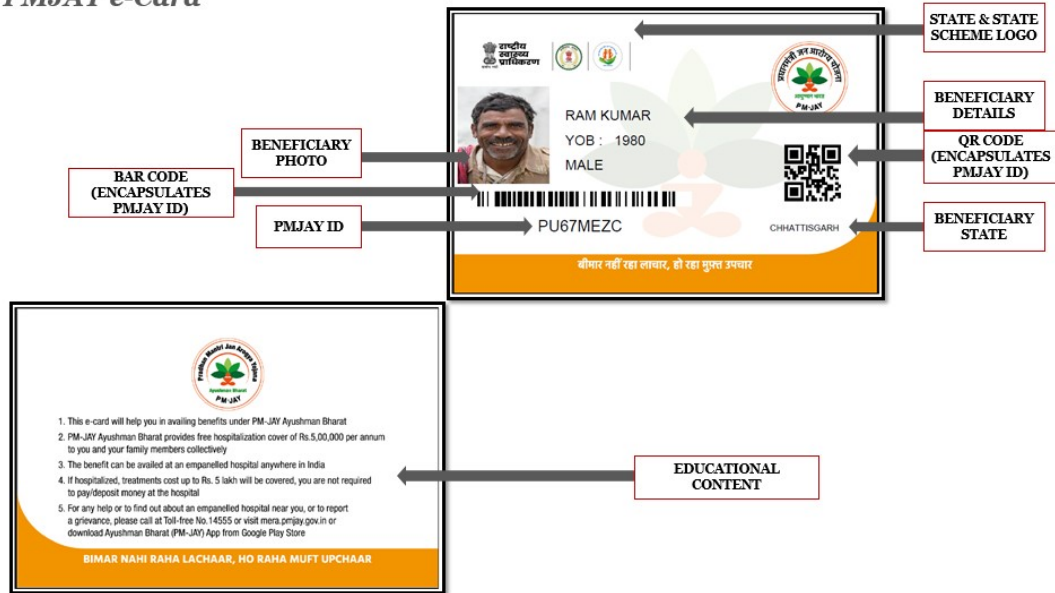 PMJAY e-Card
STATE & STATE
SCHEME LOGO
राष्ट्रीय
स्वास्थ्य
प्राधिकरण
प्रधानमंत्री जन आरोग्य योजना
आयुष्मान भारत
PM-JAY
BENEFICIARY
DETAILS
RAM KUMAR
YOB : 1980
MALE
BENEFICIARY
PHOTO
QR CODE
(ENCAPSULATES
PMJAY ID)
BAR CODE
(ENCAPSULATES
PMJAY ID)
PMJAY ID
PU67MEZC
CHHATTISGARH
BENEFICIARY
STATE
बीमार नहीं रहा लाचार, हो रहा मुफ़्त उपचार
Pradhan Mantri Jan Arogya Yojana
Ayushman Bharat
PM-JAY
1. This e-card will help you in availing benefits under PM-JAY Ayushman Bharat
2. PM-JAY Ayushman Bharat provides free hospitalization cover of Rs.5,00,000 per annum
to you and your family members collectively
3. The benefit can be availed at an empanelled hospital anywhere in India
4. If hospitalized, treatments cost up to Rs. 5 lakh will be covered, you are not required
to pay/deposit money at the hospital
5. For any help or to find out about an empanelled hospital near you, or to report
a grievance, please call at Toll-free No.14555 or visit mera.pmjay.gov.in or
download Ayushman Bharat (PM-JAY) App from Google Play Store
EDUCATIONAL
CONTENT
BIMAR NAHI RAHA LACHAAR, HO RAHA MUFT UPCHAAR